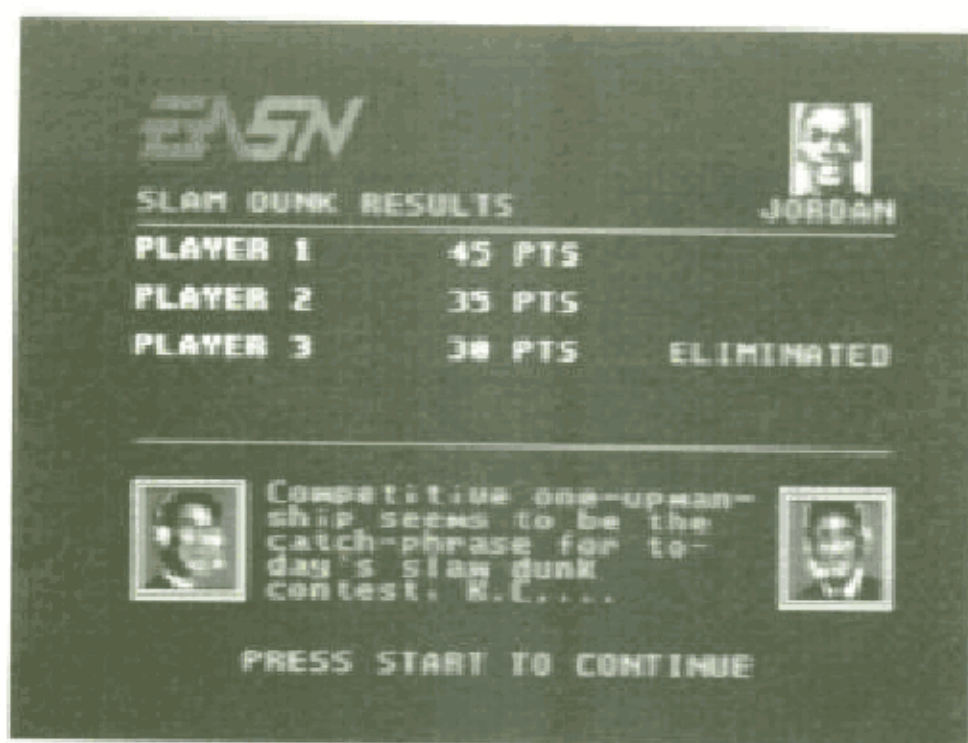 EASN
SLAM DUNK RESULTS
JORDAN
PLAYER 1 45 PTS
PLAYER 2 35 PTS
PLAYER 3 30 PTS ELIMINATED
Competitive one-upman-
ship seems to be the
catch-phrase for to-
day's slam dunk
contest. K.C....
PRESS START TO CONTINUE